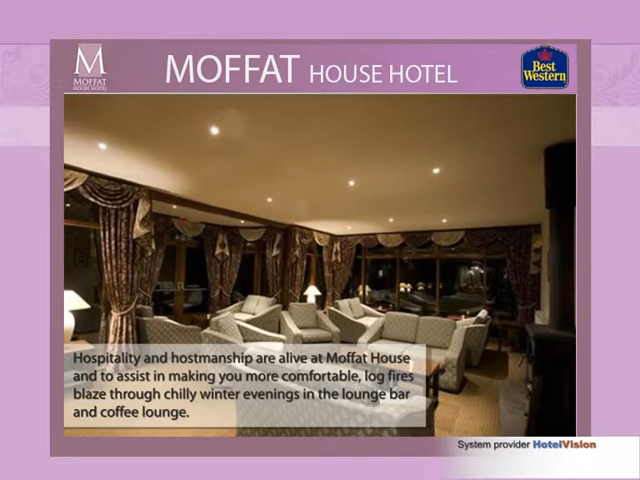 M
MOFFAT
HOUSE HOTEL
MOFFAT HOUSE HOTEL
Best
Western
Hospitality and hostmanship are alive at Moffat House
and to assist in making you more comfortable, log fires
blaze through chilly winter evenings in the lounge bar
and coffee lounge.
System provider HotelVision